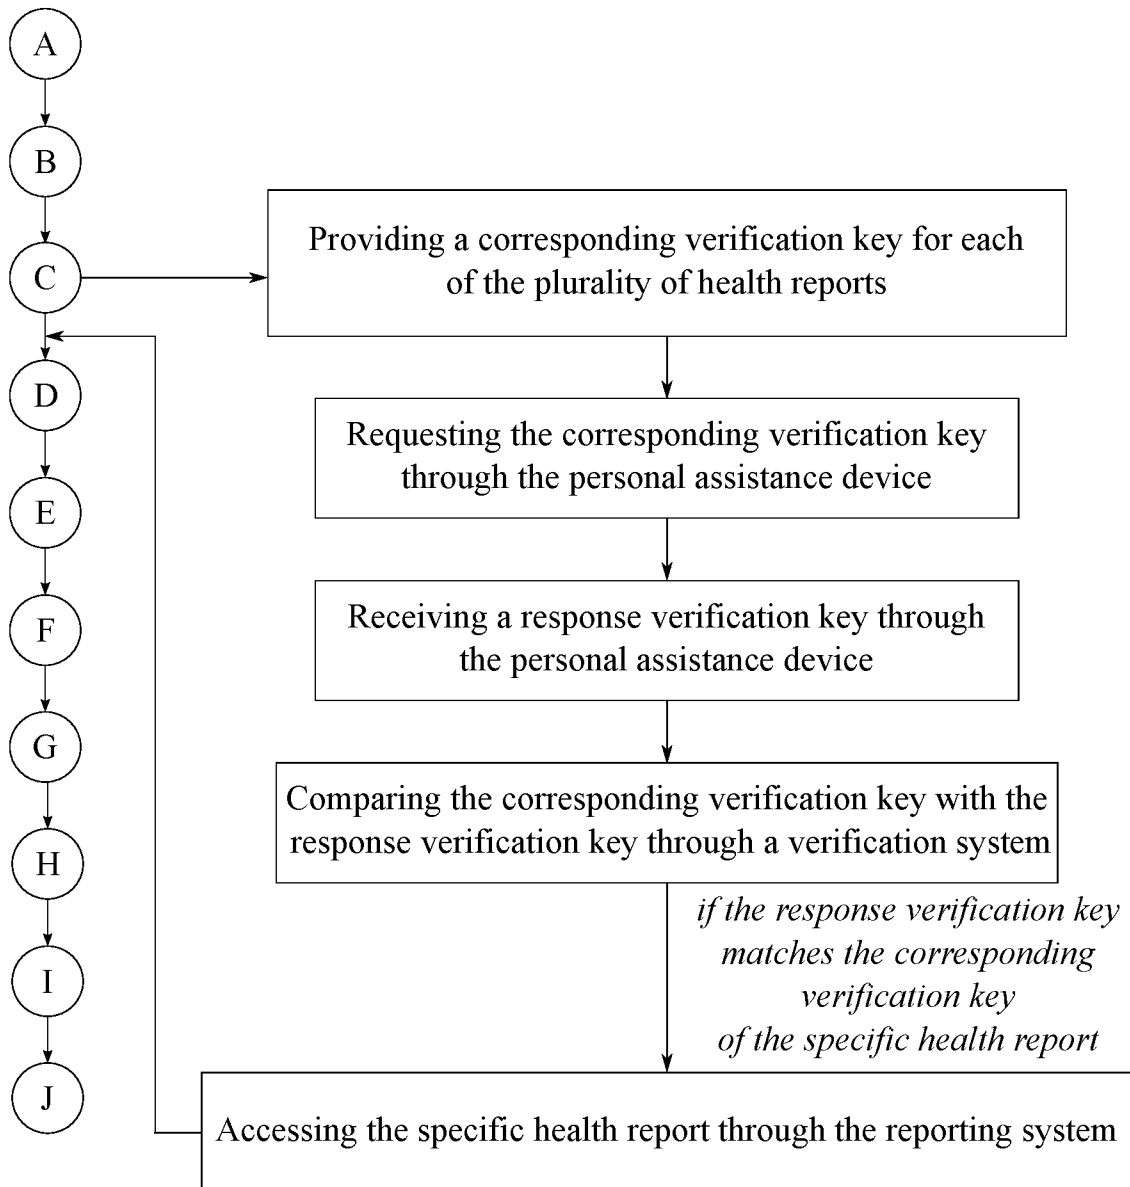 A
B
C
D
E
F
G
H
I
J
Providing a corresponding verification key for each
of the plurality of health reports
Requesting the corresponding verification key
through the personal assistance device
Receiving a response verification key through
the personal assistance device
Comparing the corresponding verification key with the
response verification key through a verification system
if the response verification key
matches the corresponding
verification key
of the specific health report
Accessing the specific health report through the reporting system